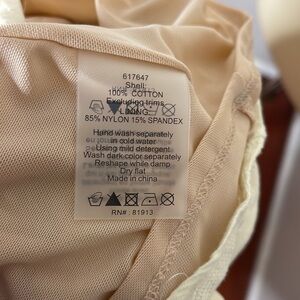 617647
Shell:
100% COTTON
Excluding trims
LINING:
85% NYLON 15% SPANDEX
Hand wash separately
in cold water
Using mild detergent
Wash dark color separately
Reshape while damp
Dry flat
Made in china
RN#: 81913